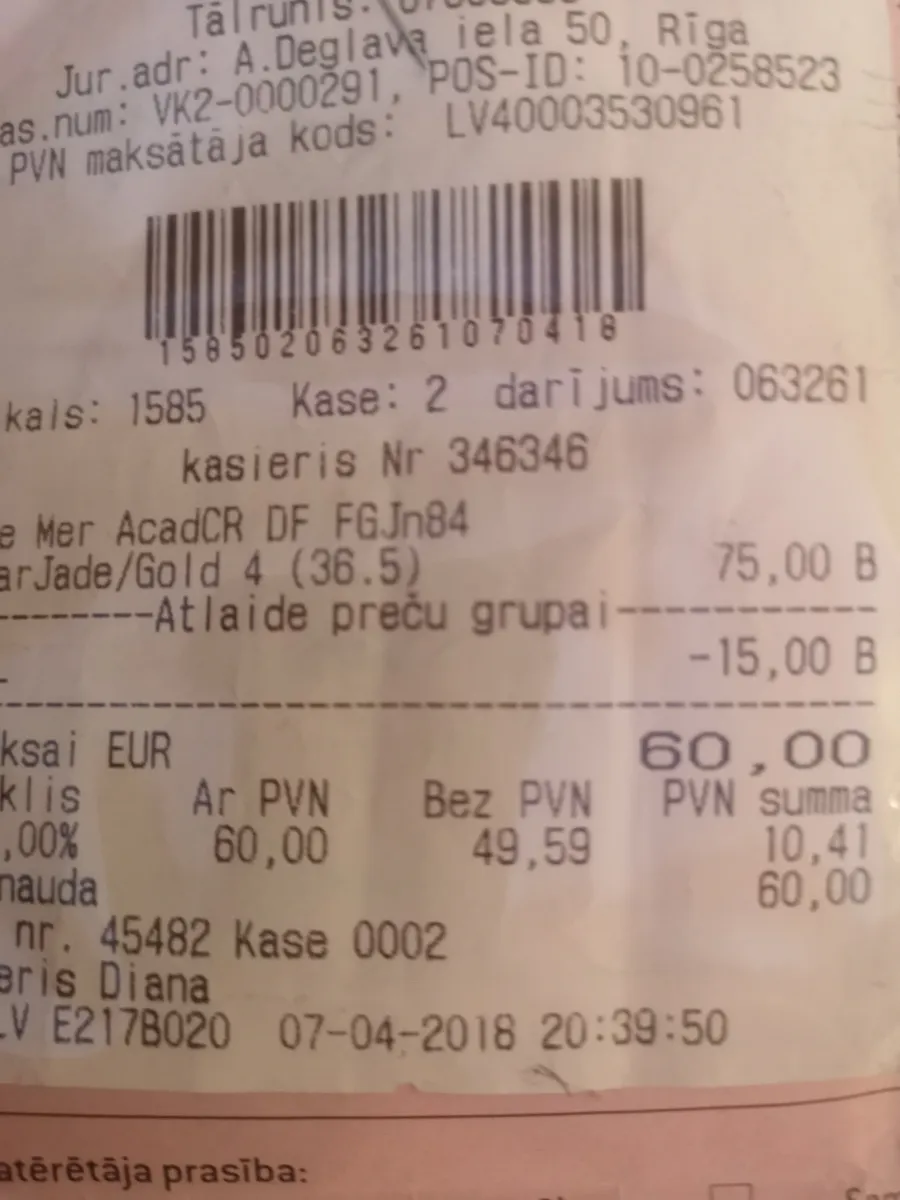 Tālrunis:
Jur.adr: A.Deglava iela 50, Rīga
as.num: VK2-0000291, POS-ID: 10-0258523
PVN maksātāja kods: LV40003530961
158502063261070418
kals: 1585 Kase: 2 darījums: 063261
kasieris Nr 346346
e Mer AcadCR DF FGJn84
arJade/Gold 4 (36.5) 75,00 B
--------Atlaide preču grupai------------
-15,00 B
ksai EUR 60,00
klis Ar PVN Bez PVN PVN summa
,00% 60,00 49,59 10,41
nauda 60,00
nr. 45482 Kase 0002
eris Diana
LV E217B020 07-04-2018 20:39:50
atērētāja prasība: